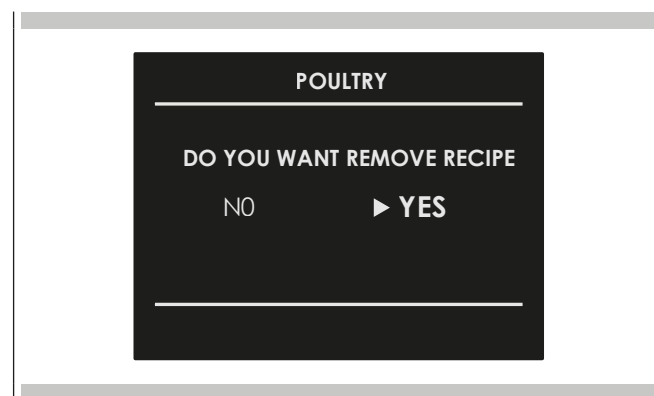 POULTRY
DO YOU WANT REMOVE RECIPE
N0 ▶ YES